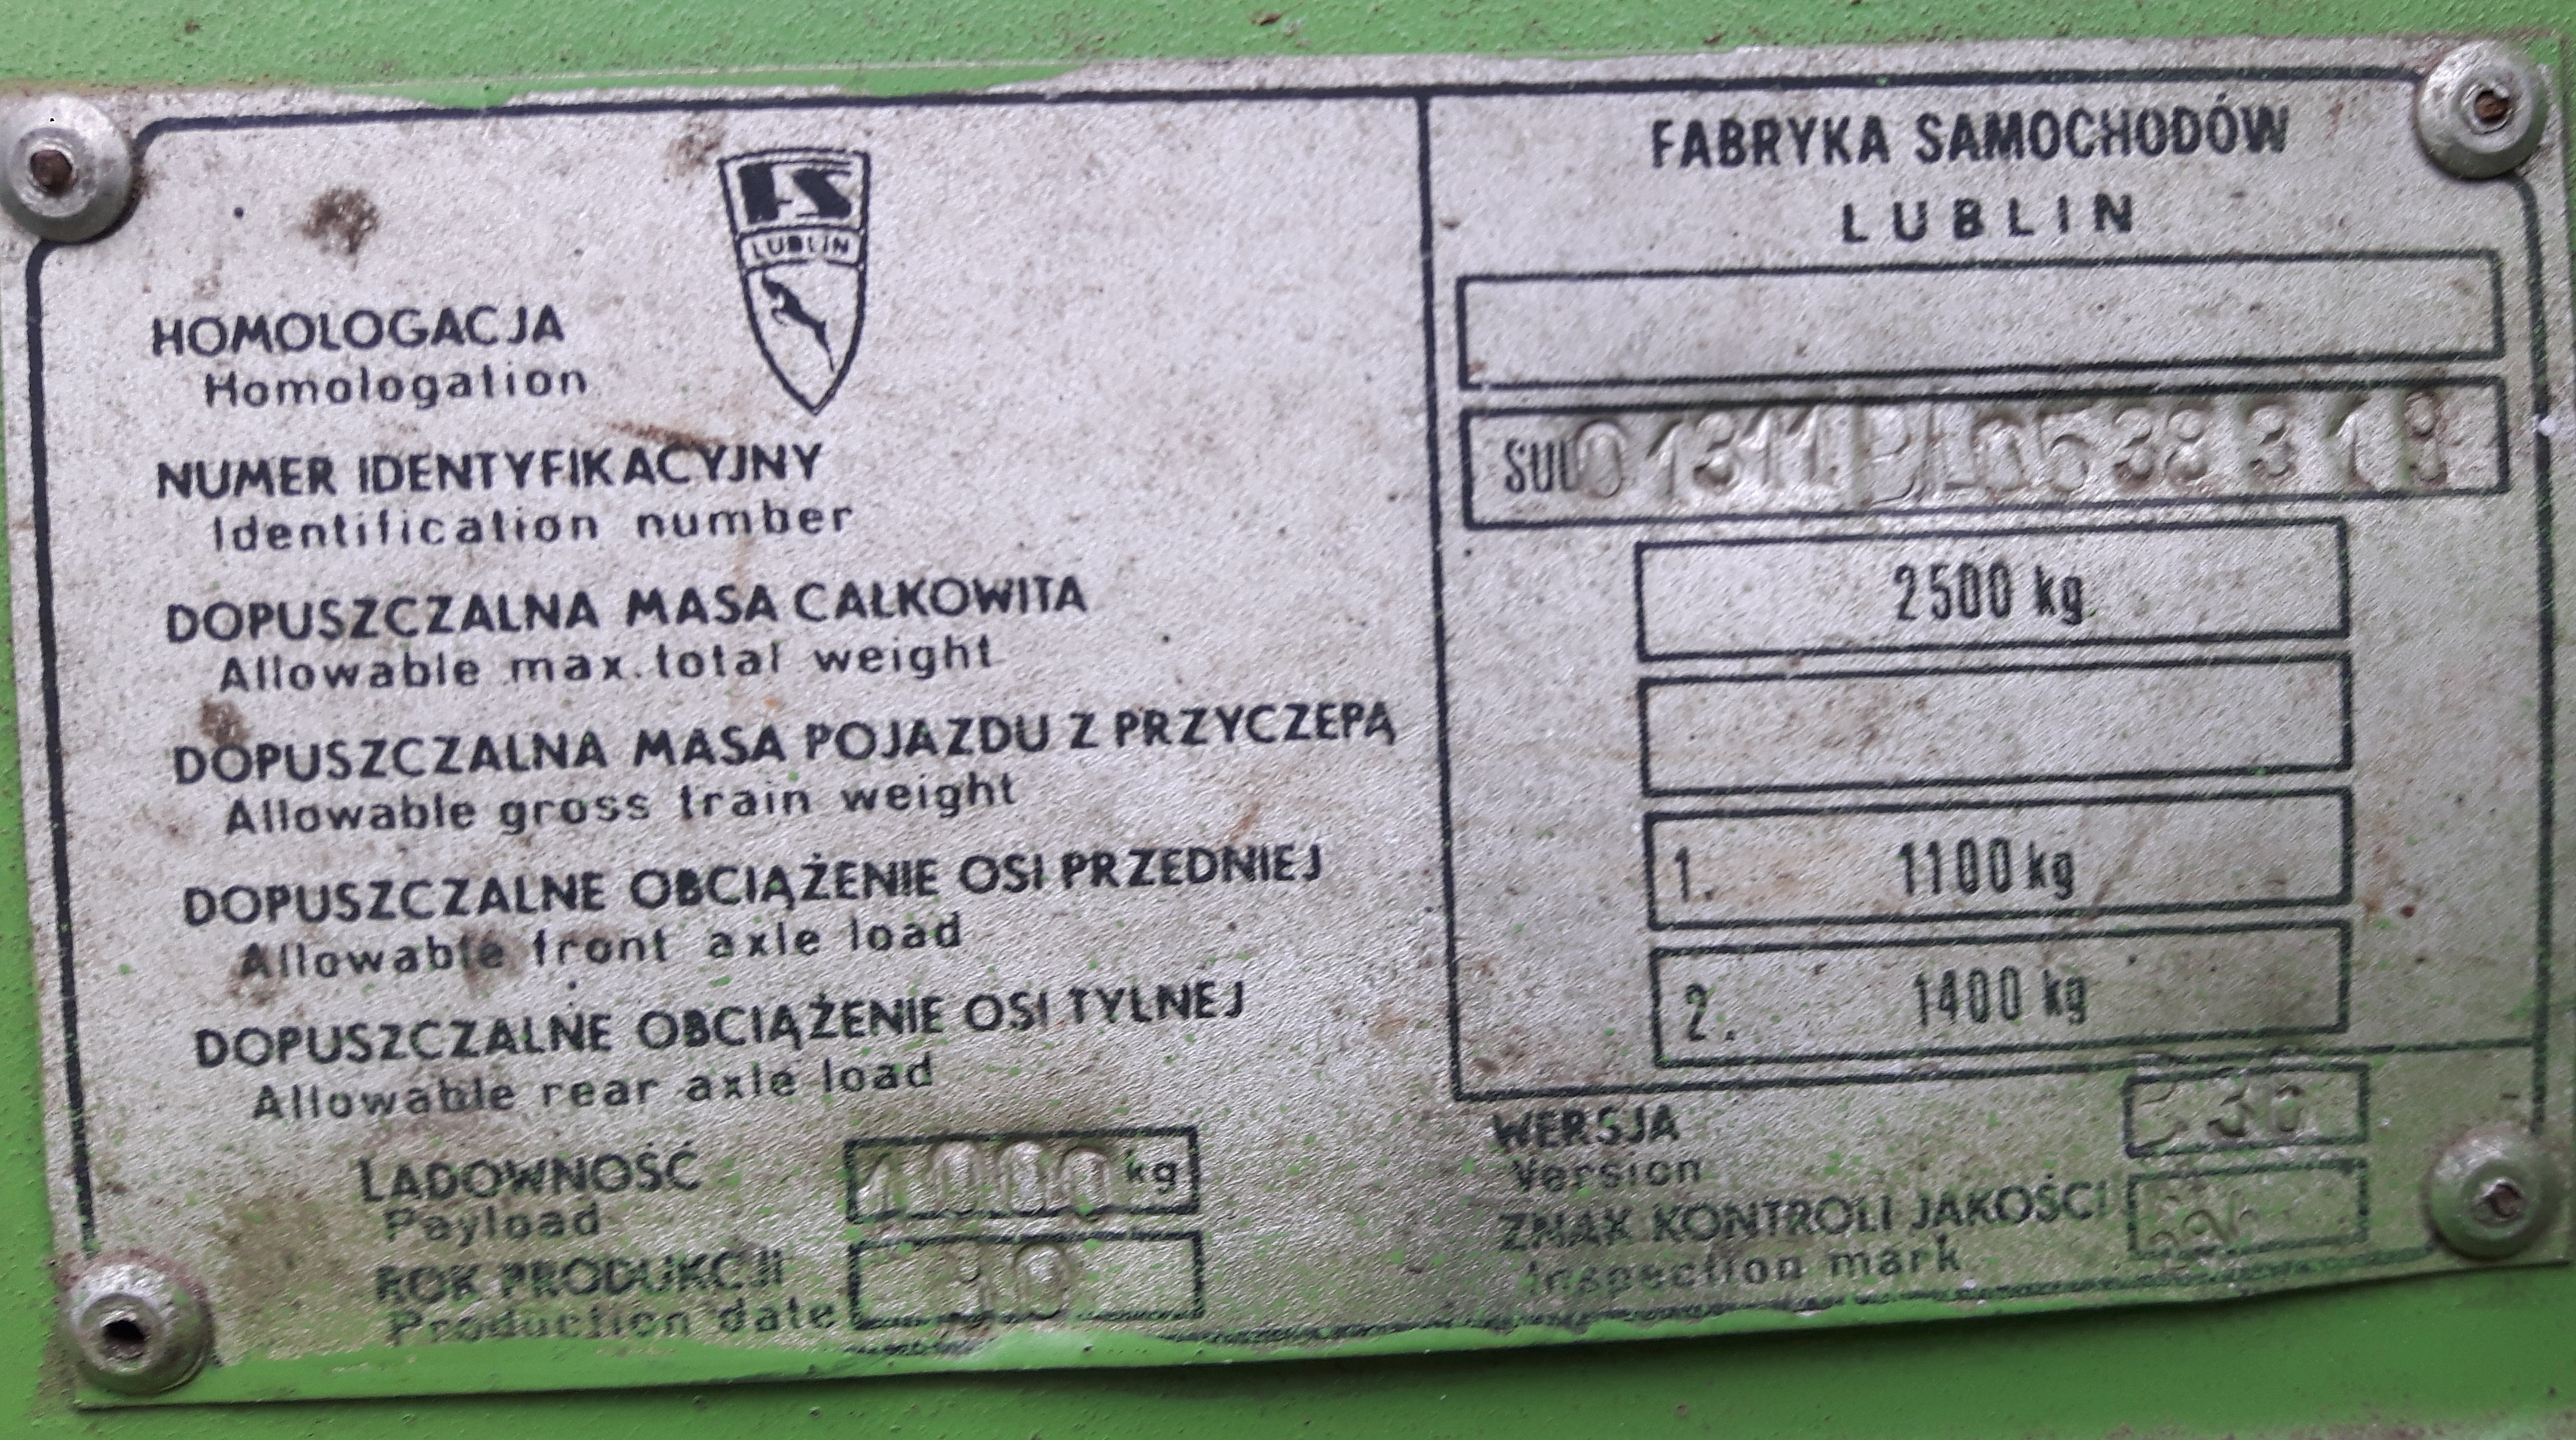 FS
LUBLIN
HOMOLOGACJA
Homologation
NUMER IDENTYFIKACYJNY
Identification number
DOPUSZCZALNA MASA CAŁKOWITA
Allowable max. total weight
DOPUSZCZALNA MASA POJAZDU Z PRZYCZEPĄ
Allowable gross train weight
DOPUSZCZALNE OBCIĄŻENIE OSI PRZEDNIEJ
Allowable front axle load
DOPUSZCZALNE OBCIĄŻENIE OSI TYLNEJ
Allowable rear axle load
ŁADOWNOŚĆ 1000 kg
Payload
ROK PRODUKCJI
Production date
FABRYKA SAMOCHODÓW
LUBLIN
2500 kg
1. 1100 kg
2. 1400 kg
WERSJA
Version
ZNAK KONTROLI JAKOŚCI
Inspection mark